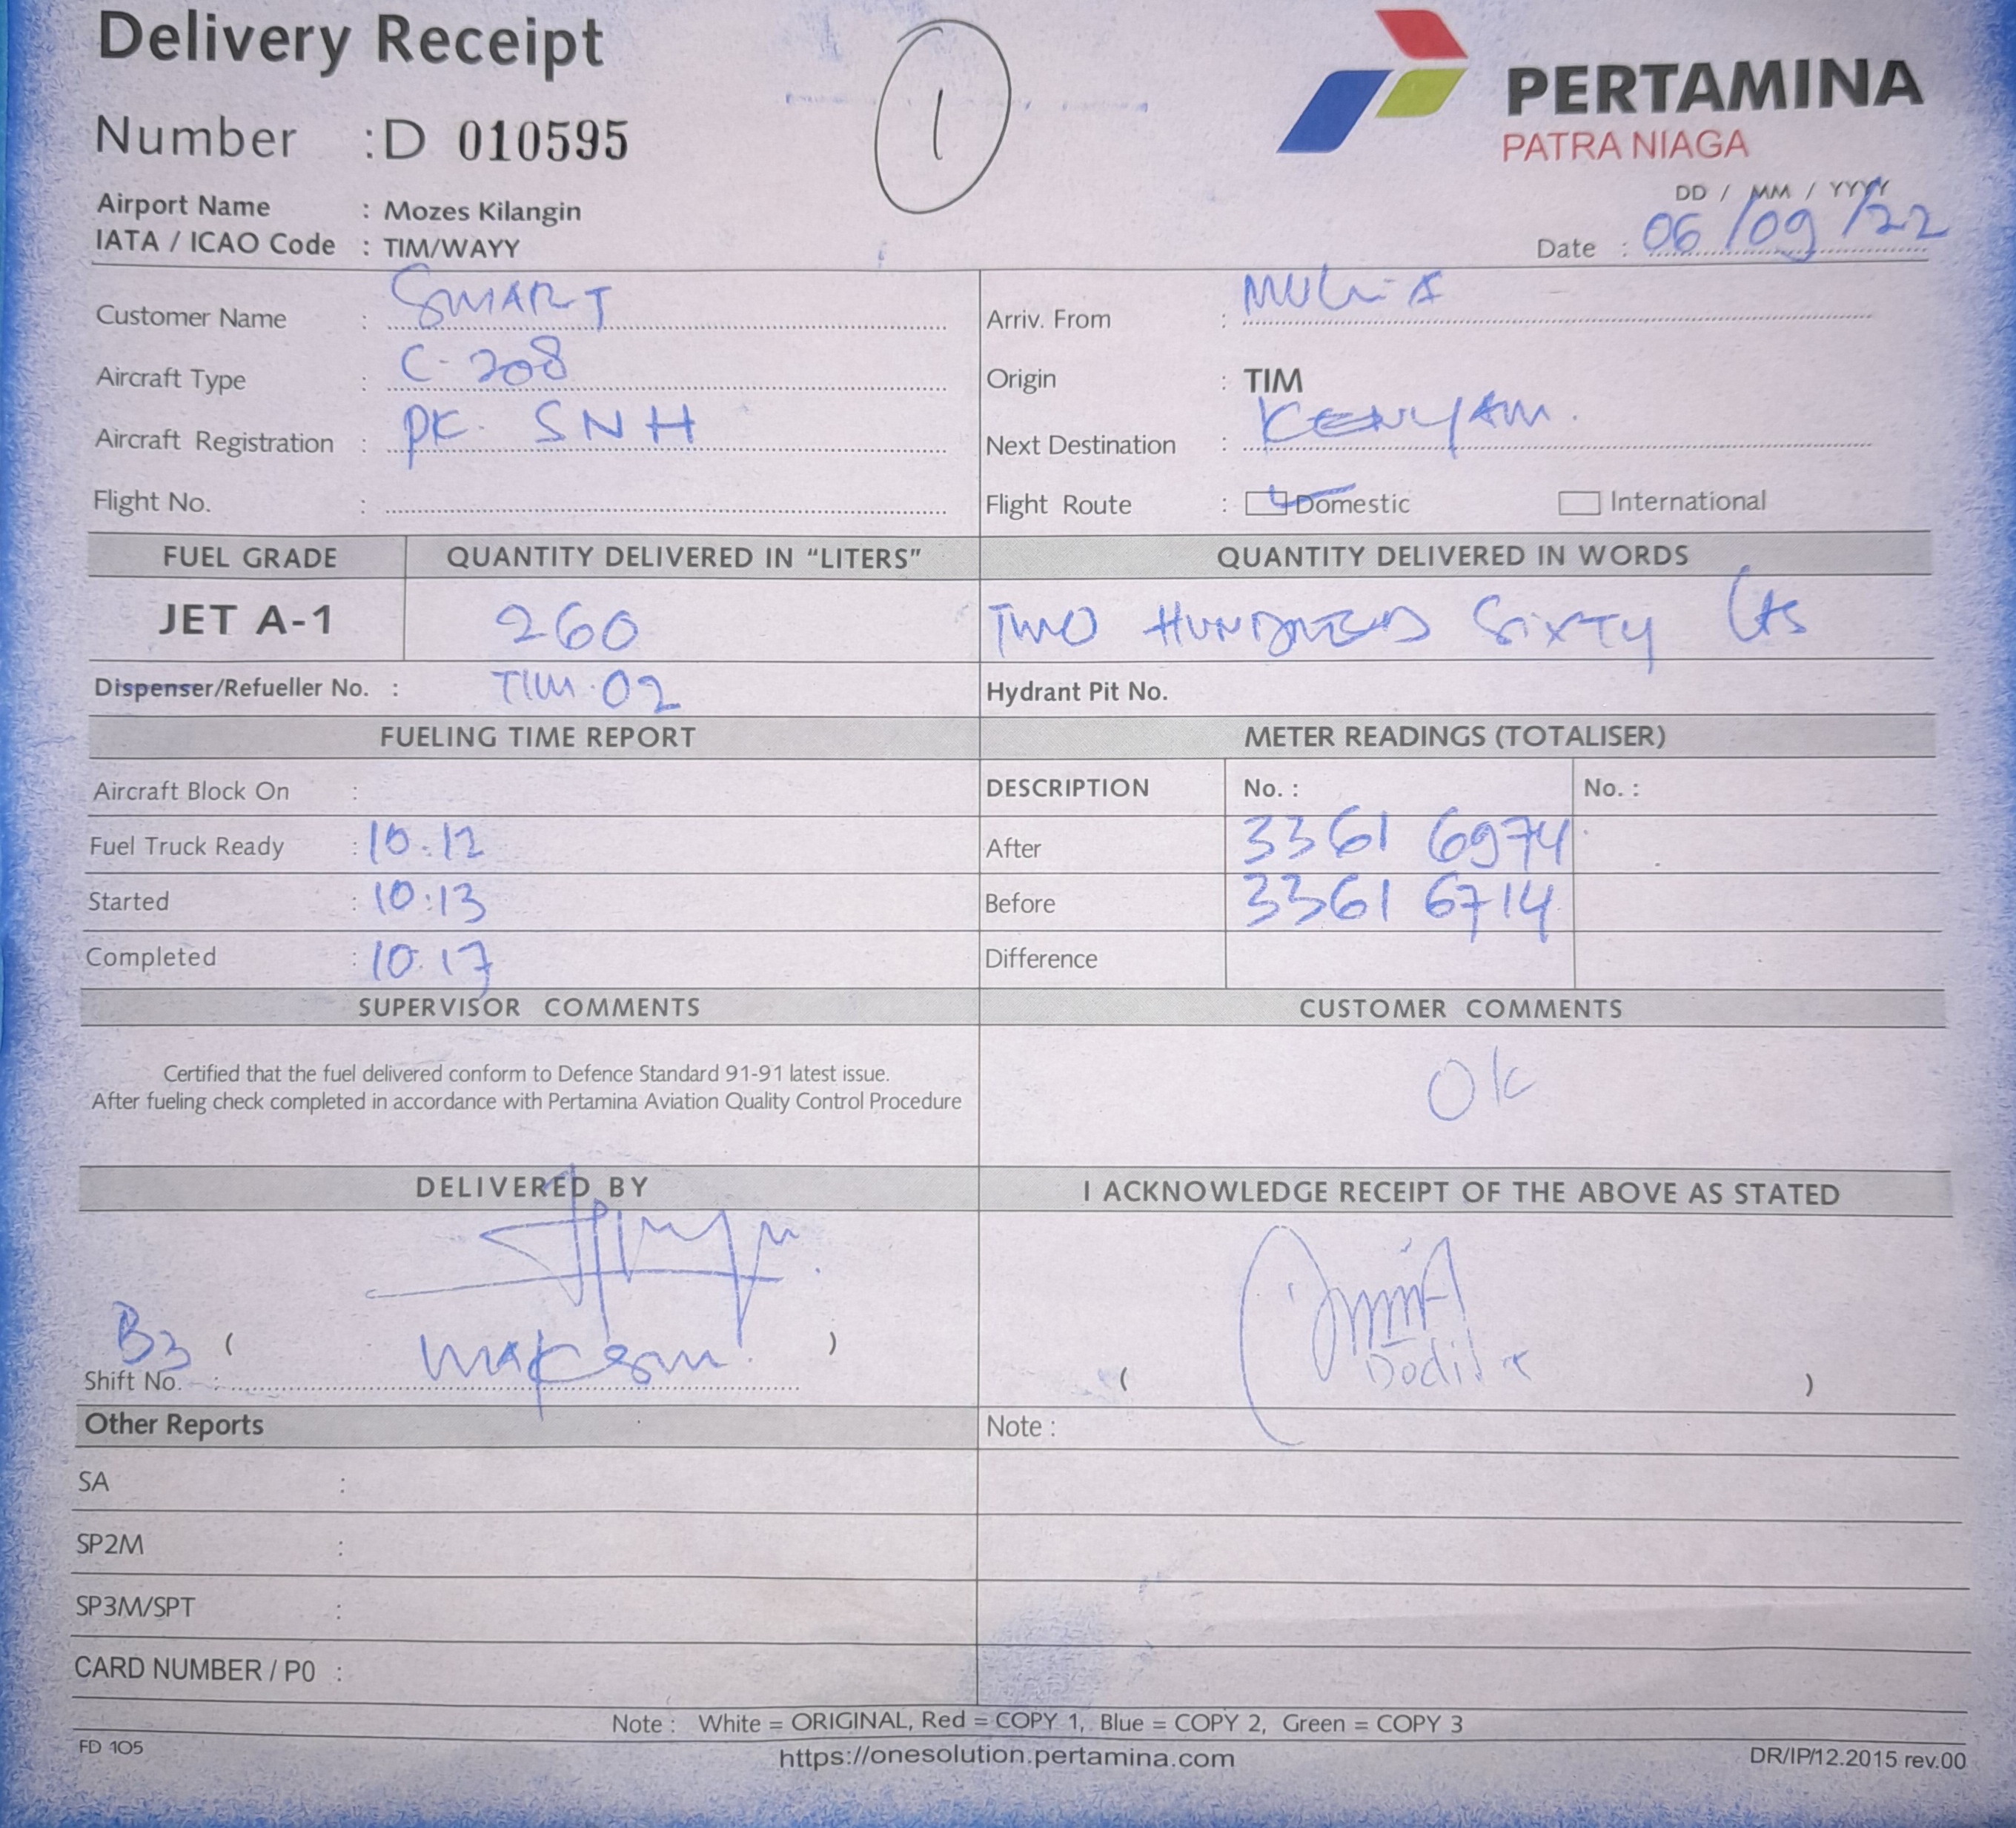 Delivery Receipt
1
PERTAMINA
PATRA NIAGA
Number :D 010595
Airport Name : Mozes Kilangin
IATA / ICAO Code : TIM/WAYY
DD / MM / YYYY
Date : 06/09/22
Customer Name : SMART
Arriv. From : MULIA
Aircraft Type : C-208
Origin : TIM
Aircraft Registration : PK. SNH
Next Destination : KENYAM.
Flight No. :
Flight Route : Domestic International
FUEL GRADE QUANTITY DELIVERED IN “LITERS” QUANTITY DELIVERED IN WORDS
JET A-1 260 TWO HUNDRED SIXTY Lts
Dispenser/Refueller No. : TIM.02 Hydrant Pit No.
FUELING TIME REPORT METER READINGS (TOTALISER)
Aircraft Block On : DESCRIPTION No. : No. :
Fuel Truck Ready : 10.12 After 3361 6974
Started : 10:13 Before 3361 6714
Completed : 10.17 Difference
SUPERVISOR COMMENTS CUSTOMER COMMENTS
Certified that the fuel delivered conform to Defence Standard 91-91 latest issue.
After fueling check completed in accordance with Pertamina Aviation Quality Control Procedure
Ok
DELIVERED BY I ACKNOWLEDGE RECEIPT OF THE ABOVE AS STATED
B3 ( )
Shift No. :
( )
Other Reports Note :
SA :
SP2M :
SP3M/SPT :
CARD NUMBER / P0 :
Note : White = ORIGINAL, Red = COPY 1, Blue = COPY 2, Green = COPY 3
FD 105 https://onesolution.pertamina.com DR/IP/12.2015 rev.00